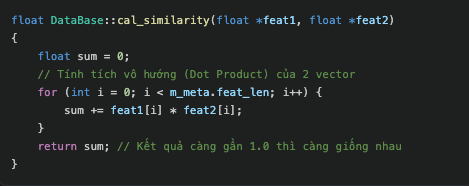 float DataBase::cal_similarity(float *feat1, float *feat2)
{
    float sum = 0;
    // Tính tích vô hướng (Dot Product) của 2 vector
    for (int i = 0; i < m_meta.feat_len; i++) {
        sum += feat1[i] * feat2[i];
    }
    return sum; // Kết quả càng gần 1.0 thì càng giống nhau
}